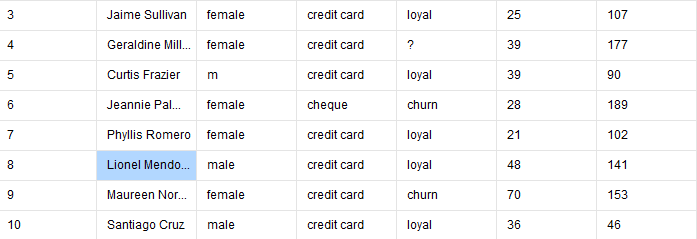 3 Jaime Sullivan female credit card loyal 25 107
4 Geraldine Mill... female credit card ? 39 177
5 Curtis Frazier m credit card loyal 39 90
6 Jeannie Pal... female cheque churn 28 189
7 Phyllis Romero female credit card loyal 21 102
8 Lionel Mendo... male credit card loyal 48 141
9 Maureen Nor... female credit card churn 70 153
10 Santiago Cruz male credit card loyal 36 46